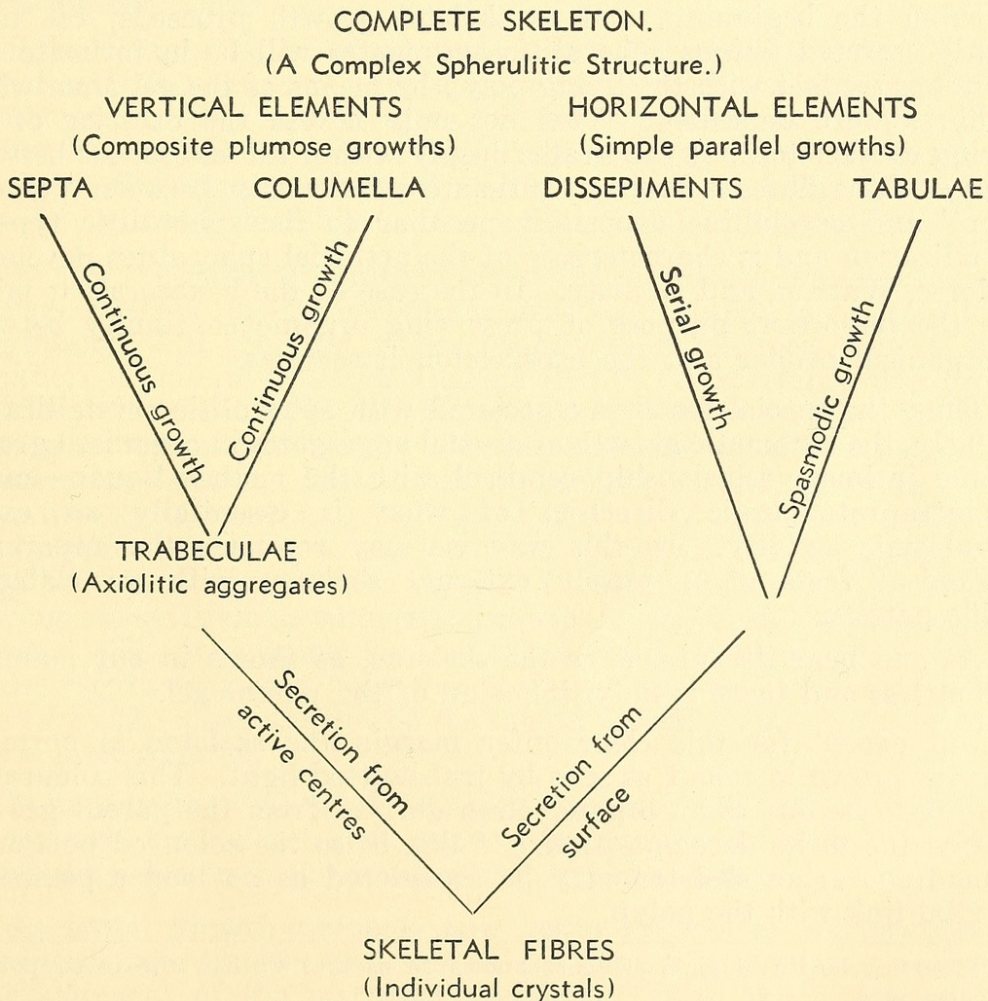 COMPLETE SKELETON.
(A Complex Spherulitic Structure.)
VERTICAL ELEMENTS
(Composite plumose growths)
HORIZONTAL ELEMENTS
(Simple parallel growths)
SEPTA
COLUMELLA
DISSEPIMENTS
TABULAE
Continuous growth
Continuous growth
Serial growth
Spasmodic growth
TRABECULAE
(Axiolitic aggregates)
Secretion from
active centres
Secretion from
surface
SKELETAL FIBRES
(Individual crystals)